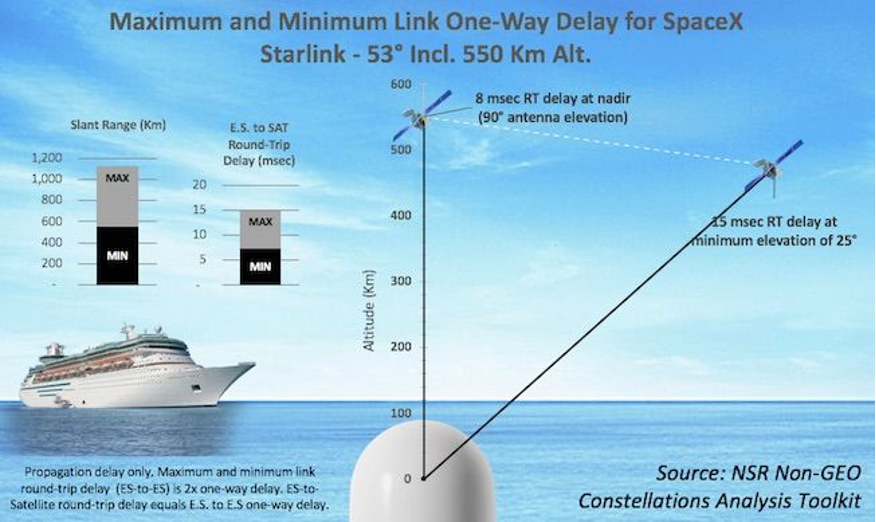 Maximum and Minimum Link One-Way Delay for SpaceX
Starlink - 53° Incl. 550 Km Alt.
Slant Range (Km)
1,200
1,000
800
600
400
200
-
MAX
MIN
E.S. to SAT
Round-Trip
Delay (msec)
20
15
10
5
-
MAX
MIN
600
500
400
300
200
100
0
Altitude (Km)
8 msec RT delay at nadir
(90° antenna elevation)
15 msec RT delay at
minimum elevation of 25°
Propagation delay only. Maximum and minimum link
round-trip delay (ES-to-ES) is 2x one-way delay. ES-to-
Satellite round-trip delay equals E.S. to E.S one-way delay.
Source: NSR Non-GEO
Constellations Analysis Toolkit